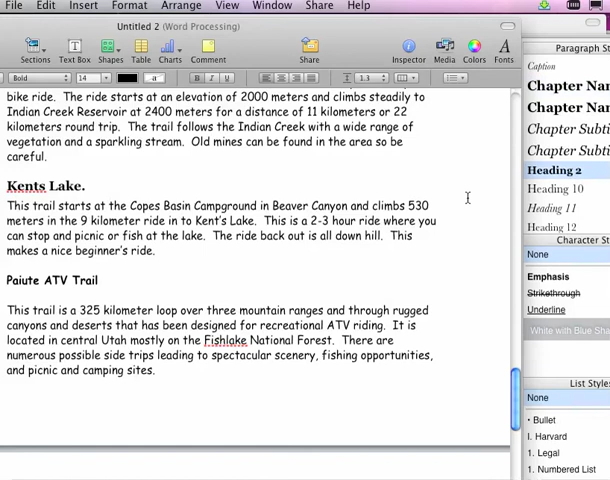 File Edit Insert Format Arrange View Window Share Help
Untitled 2 (Word Processing)
Sections Text Box Shapes Table Charts Comment Share Inspector Media Colors Fonts
Bold 14 a B I U 1.3
bike ride. The ride starts at an elevation of 2000 meters and climbs steadily to
Indian Creek Reservoir at 2400 meters for a distance of 11 kilometers or 22
kilometers round trip. The trail follows the Indian Creek with a wide range of
vegetation and a sparkling stream. Old mines can be found in the area so be
careful.
Kents Lake.
This trail starts at the Copes Basin Campground in Beaver Canyon and climbs 530
meters in the 9 kilometer ride in to Kent's Lake. This is a 2-3 hour ride where you
can stop and picnic or fish at the lake. The ride back out is all down hill. This
makes a nice beginner's ride.
Paiute ATV Trail
This trail is a 325 kilometer loop over three mountain ranges and through rugged
canyons and deserts that has been designed for recreational ATV riding. It is
located in central Utah mostly on the Fishlake National Forest. There are
numerous possible side trips leading to spectacular scenery, fishing opportunities,
and picnic and camping sites.
Paragraph St
Caption
Chapter Nar
Chapter Nar
Chapter Subti
Chapter Subti
Heading 2
Heading 10
Heading 11
Heading 12
Character St
None
Emphasis
Strikethrough
Underline
White with Blue Sha
List Styles
None
• Bullet
I. Harvard
1. Legal
1. Numbered List